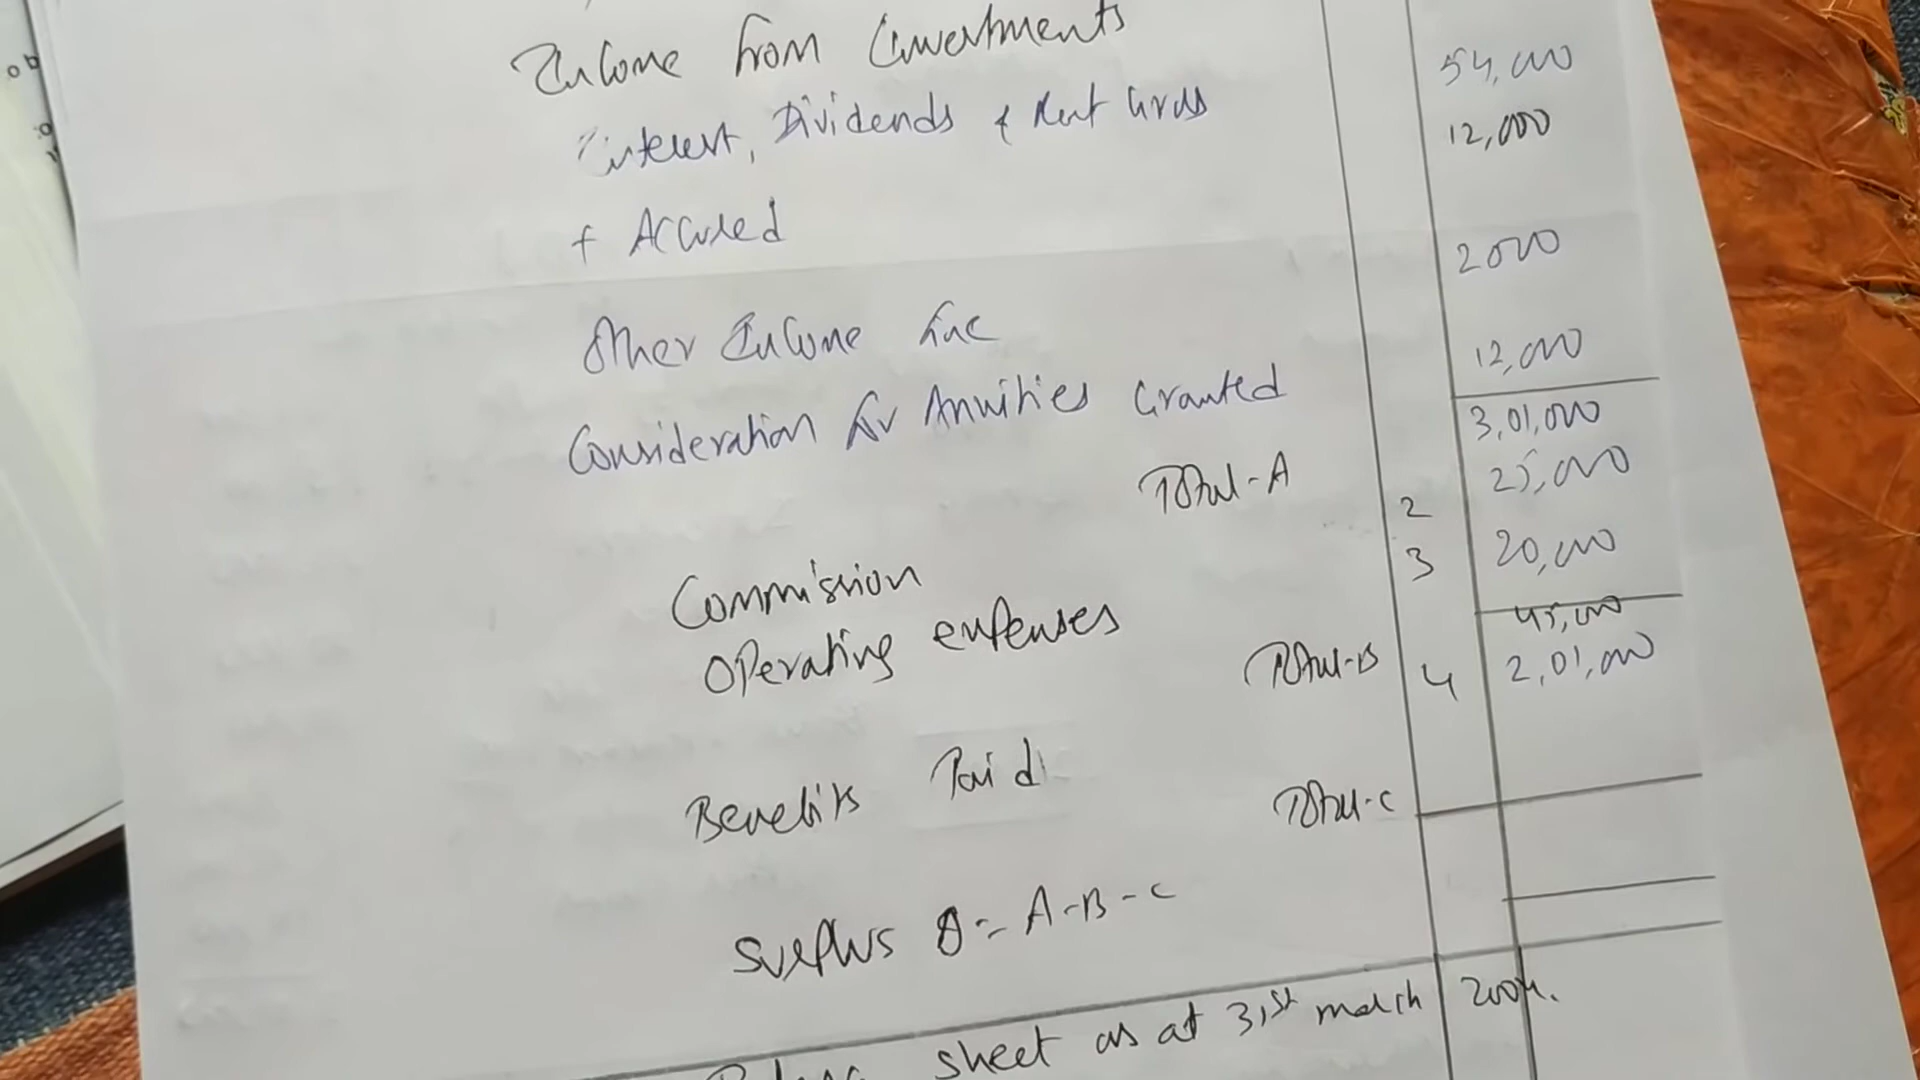 Income from Investments
54,000
Interest, Dividends & Rent Gross
12,000
+ Accured
2000
Other Income
12,000
Consideration for Annuities Granted
3,01,000
Total-A
25,000
2
Commission
3 20,000
Operating expenses
45,000
Total-B 4 2,01,000
Benefits Paid
Total-C
Surplus D = A-B-C
sheet as at 31st march 2004.